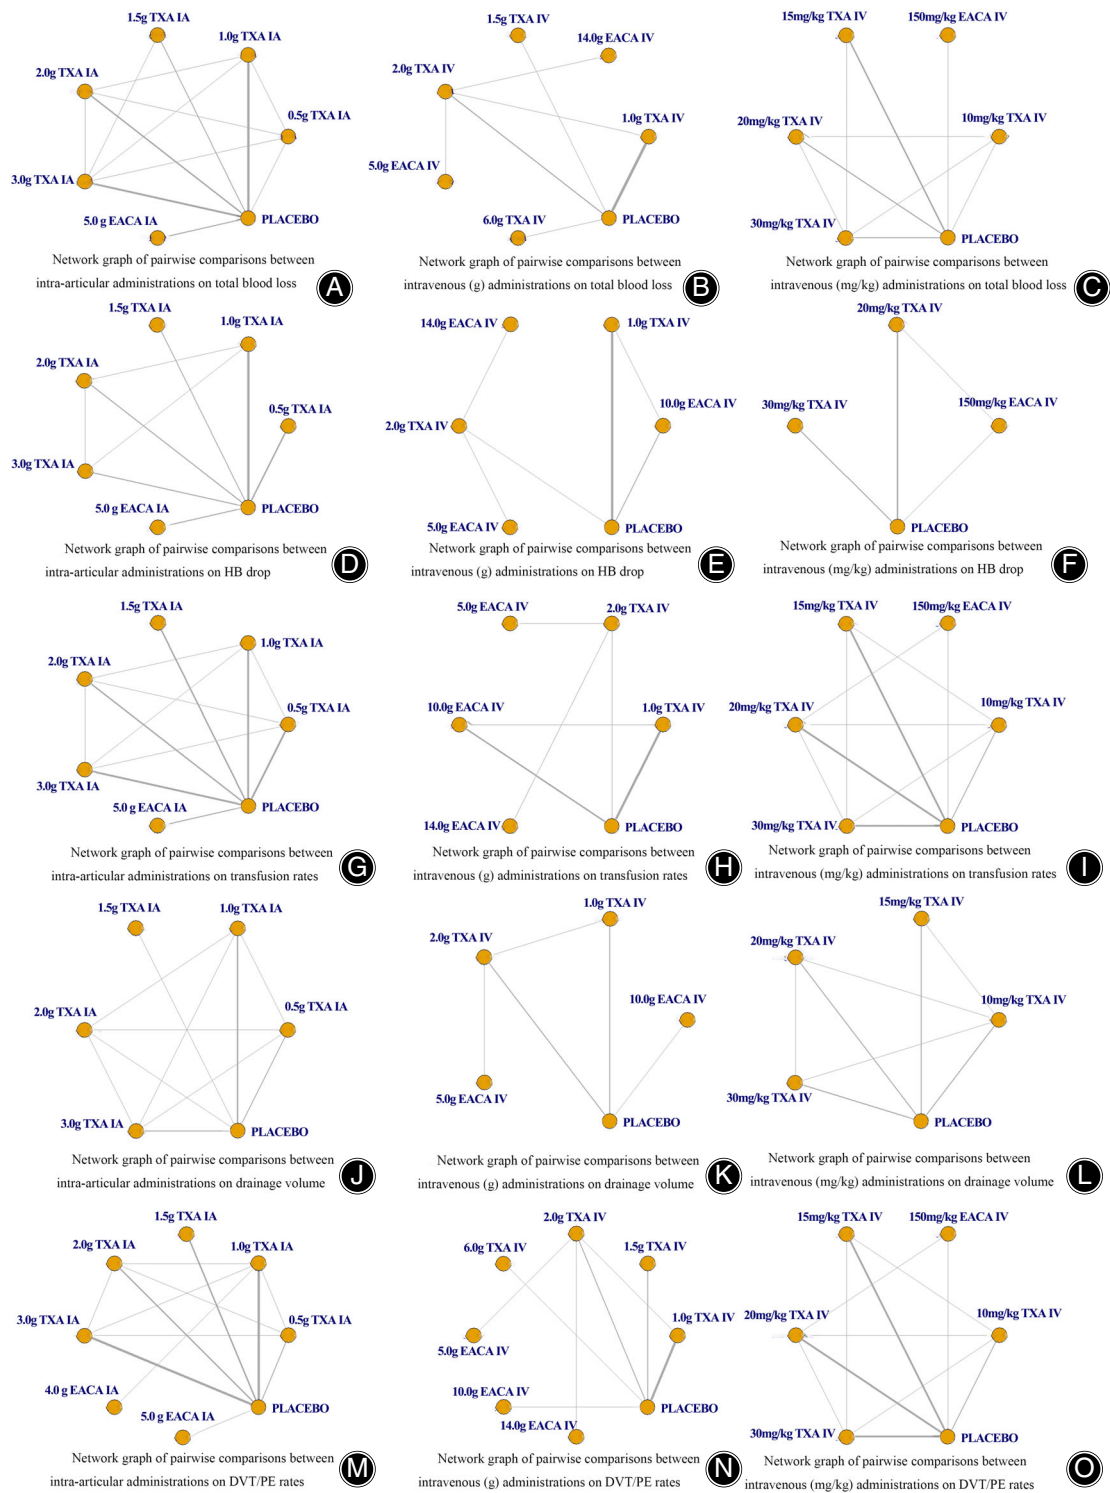 1.5g TXA IA
1.0g TXA IA
2.0g TXA IA
0.5g TXA IA
3.0g TXA IA
5.0 g EACA IA
PLACEBO
Network graph of pairwise comparisons between
intra-articular administrations on total blood loss
A
1.5g TXA IV
14.0g EACA IV
2.0g TXA IV
1.0g TXA IV
5.0g EACA IV
6.0g TXA IV
PLACEBO
Network graph of pairwise comparisons between
intravenous (g) administrations on total blood loss
B
15mg/kg TXA IV
150mg/kg EACA IV
20mg/kg TXA IV
10mg/kg TXA IV
30mg/kg TXA IV
PLACEBO
Network graph of pairwise comparisons between
intravenous (mg/kg) administrations on total blood loss
C
1.5g TXA IA
1.0g TXA IA
2.0g TXA IA
0.5g TXA IA
3.0g TXA IA
5.0 g EACA IA
PLACEBO
Network graph of pairwise comparisons between
intra-articular administrations on HB drop
D
14.0g EACA IV
1.0g TXA IV
10.0g EACA IV
2.0g TXA IV
5.0g EACA IV
PLACEBO
Network graph of pairwise comparisons between
intravenous (g) administrations on HB drop
E
20mg/kg TXA IV
30mg/kg TXA IV
150mg/kg EACA IV
PLACEBO
Network graph of pairwise comparisons between
intravenous (mg/kg) administrations on HB drop
F
1.5g TXA IA
1.0g TXA IA
2.0g TXA IA
0.5g TXA IA
3.0g TXA IA
5.0 g EACA IA
PLACEBO
Network graph of pairwise comparisons between
intra-articular administrations on transfusion rates
G
5.0g EACA IV
2.0g TXA IV
10.0g EACA IV
1.0g TXA IV
14.0g EACA IV
PLACEBO
Network graph of pairwise comparisons between
intravenous (g) administrations on transfusion rates
H
15mg/kg TXA IV
150mg/kg EACA IV
20mg/kg TXA IV
10mg/kg TXA IV
30mg/kg TXA IV
PLACEBO
Network graph of pairwise comparisons between
intravenous (mg/kg) administrations on transfusion rates
I
1.5g TXA IA
1.0g TXA IA
2.0g TXA IA
0.5g TXA IA
3.0g TXA IA
PLACEBO
Network graph of pairwise comparisons between
intra-articular administrations on drainage volume
J
1.0g TXA IV
2.0g TXA IV
10.0g EACA IV
5.0g EACA IV
PLACEBO
Network graph of pairwise comparisons between
intravenous (g) administrations on drainage volume
K
15mg/kg TXA IV
20mg/kg TXA IV
10mg/kg TXA IV
30mg/kg TXA IV
PLACEBO
Network graph of pairwise comparisons between
intravenous (mg/kg) administrations on drainage volume
L
1.5g TXA IA
2.0g TXA IA
1.0g TXA IA
3.0g TXA IA
0.5g TXA IA
4.0 g EACA IA
5.0 g EACA IA
PLACEBO
Network graph of pairwise comparisons between
intra-articular administrations on DVT/PE rates
M
2.0g TXA IV
6.0g TXA IV
1.5g TXA IV
1.0g TXA IV
5.0g EACA IV
10.0g EACA IV
PLACEBO
14.0g EACA IV
Network graph of pairwise comparisons between
intravenous (g) administrations on DVT/PE rates
N
15mg/kg TXA IV
150mg/kg EACA IV
20mg/kg TXA IV
10mg/kg TXA IV
30mg/kg TXA IV
PLACEBO
Network graph of pairwise comparisons between
intravenous (mg/kg) administrations on DVT/PE rates
O